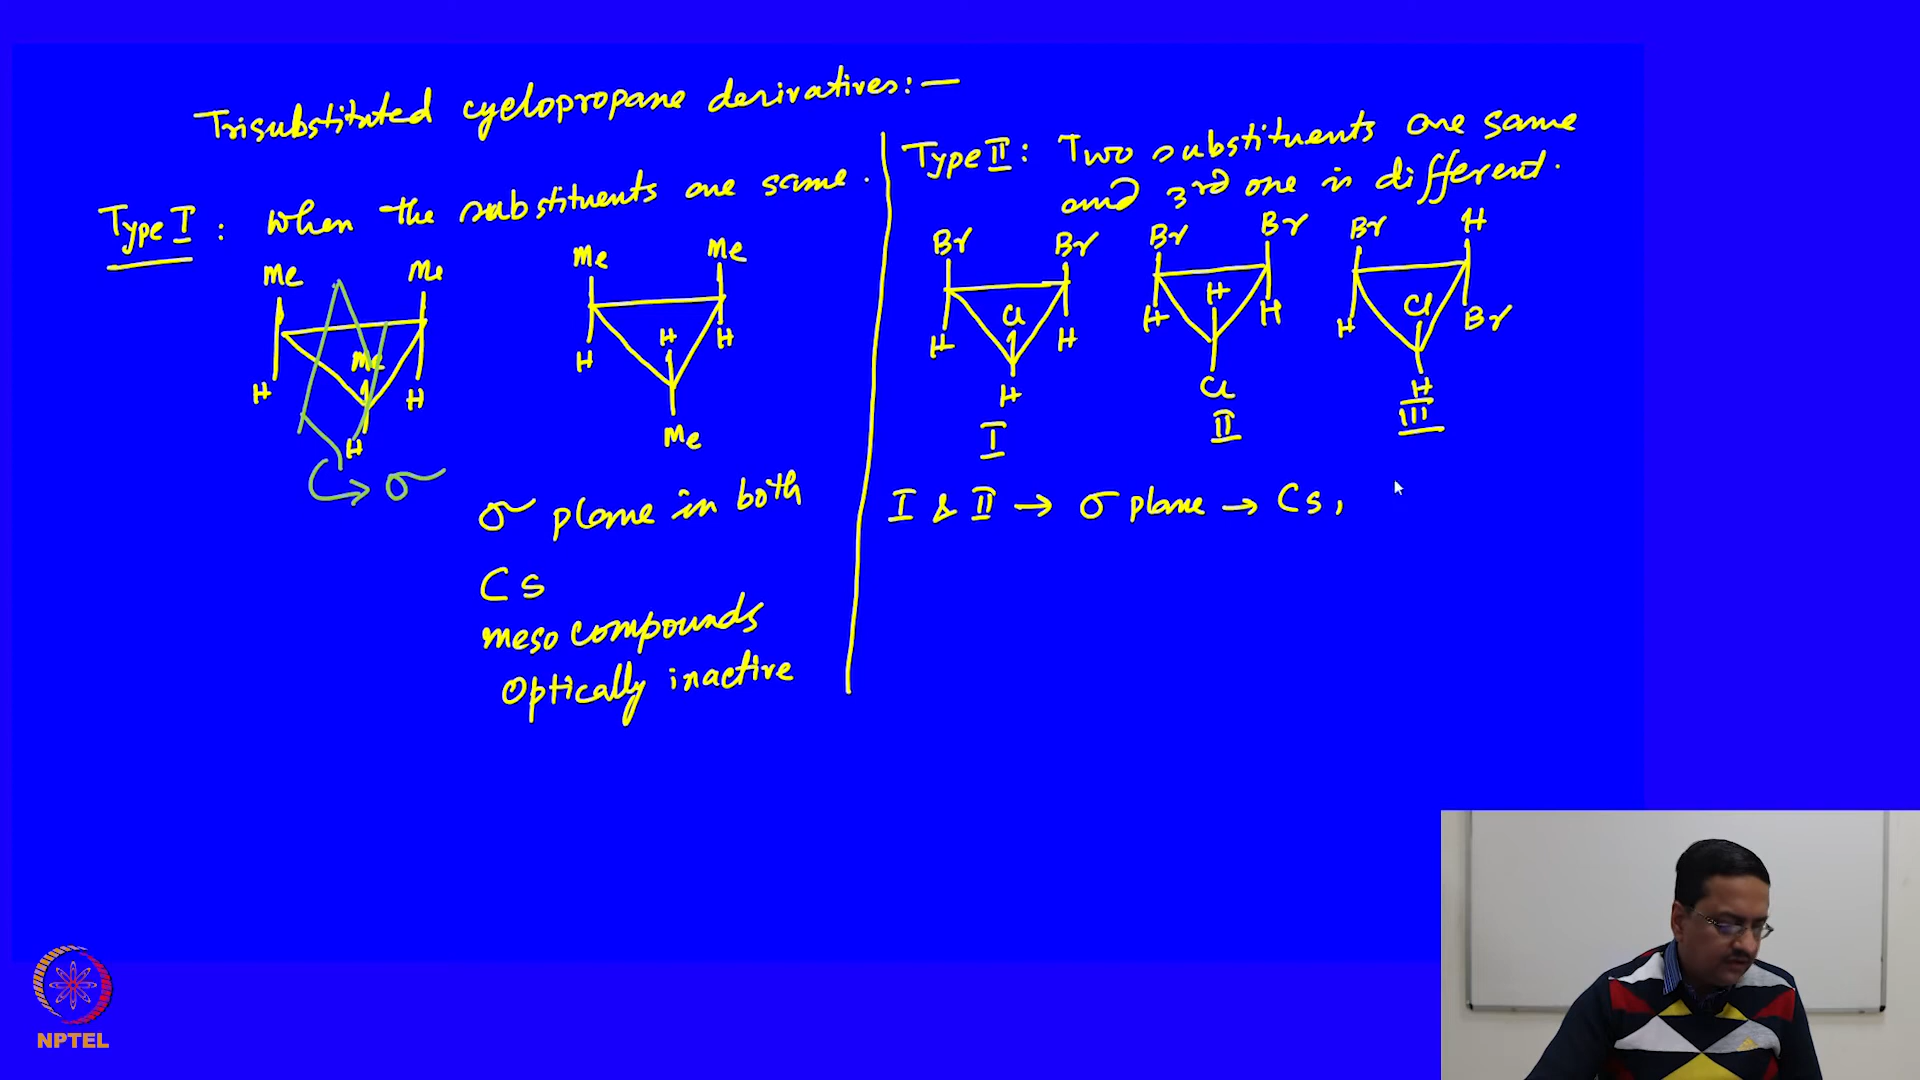 Trisubstituted cyclopropane derivatives:—
Type I : When the substituents are same.
Me Me
Me
H H
H
σ
Me Me
H
H H
Me
σ plane in both
Cs
meso compounds
Optically inactive
Type II : Two substituents are same
and 3rd one is different.
Br Br
Cl
H H
H
I
Br Br
H
H H
Cl
II
Br H
Cl
H Br
H
III
I & II → σ plane → Cs,
NPTEL